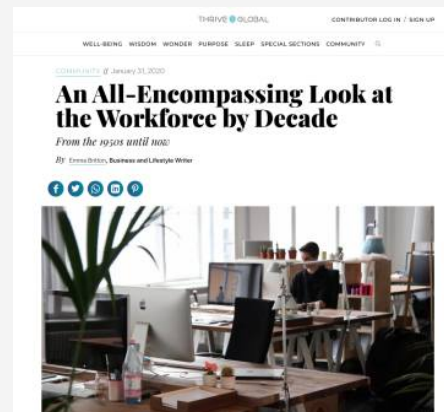 THRIVE GLOBAL
CONTRIBUTOR LOG IN / SIGN UP
WELL-BEING WISDOM WONDER PURPOSE SLEEP SPECIAL SECTIONS COMMUNITY
COMMUNITY // January 31, 2020
An All-Encompassing Look at
the Workforce by Decade
From the 1950s until now
By Emma Britton, Business and Lifestyle Writer